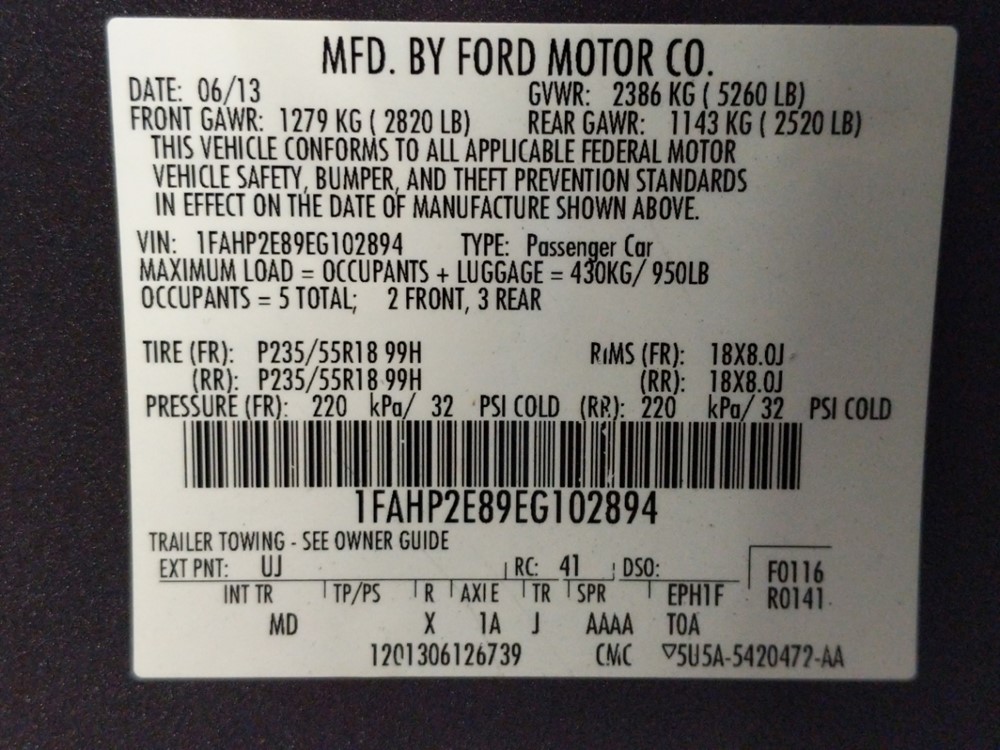 MFD. BY FORD MOTOR CO.
DATE: 06/13 GVWR: 2386 KG ( 5260 LB)
FRONT GAWR: 1279 KG ( 2820 LB) REAR GAWR: 1143 KG ( 2520 LB)
THIS VEHICLE CONFORMS TO ALL APPLICABLE FEDERAL MOTOR
VEHICLE SAFETY, BUMPER, AND THEFT PREVENTION STANDARDS
IN EFFECT ON THE DATE OF MANUFACTURE SHOWN ABOVE.
VIN: 1FAHP2E89EG102894 TYPE: Passenger Car
MAXIMUM LOAD = OCCUPANTS + LUGGAGE = 430KG/ 950LB
OCCUPANTS = 5 TOTAL; 2 FRONT, 3 REAR
TIRE (FR): P235/55R18 99H RIMS (FR): 18X8.0J
(RR): P235/55R18 99H (RR): 18X8.0J
PRESSURE (FR): 220 kPa/ 32 PSI COLD (RR): 220 kPa/ 32 PSI COLD
1FAHP2E89EG102894
TRAILER TOWING - SEE OWNER GUIDE
EXT PNT: UJ RC: 41 DSO: F0116
INT TR TP/PS R AXLE TR SPR EPH1F R0141
MD X 1A J AAAA TOA
1201306126739 CMC ▽5U5A-5420472-AA